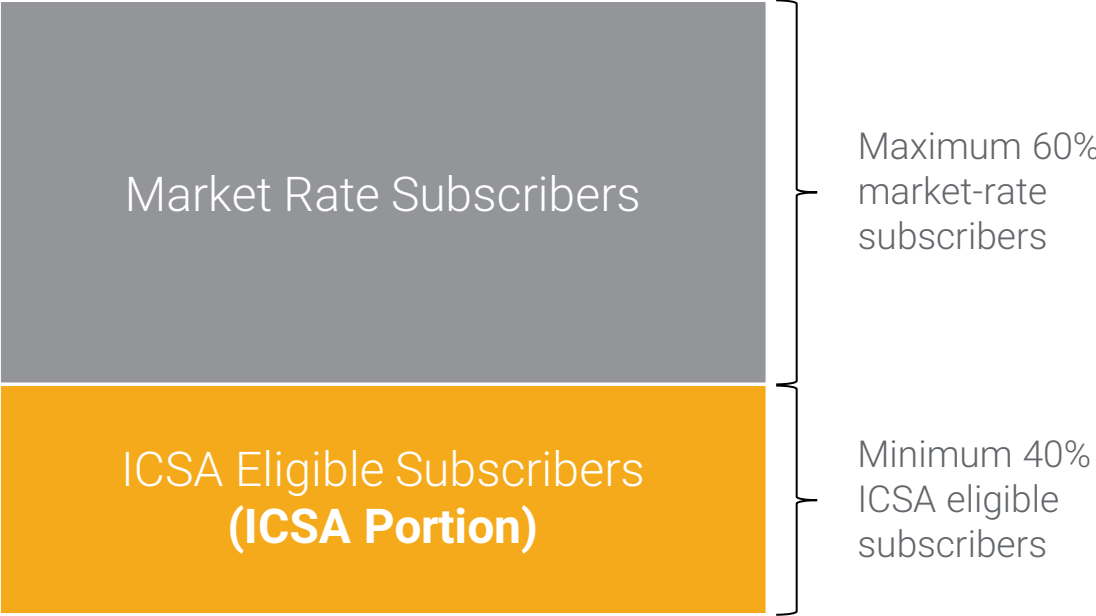 Market Rate Subscribers
Maximum 60%
market-rate
subscribers
ICSA Eligible Subscribers
(ICSA Portion)
Minimum 40%
ICSA eligible
subscribers